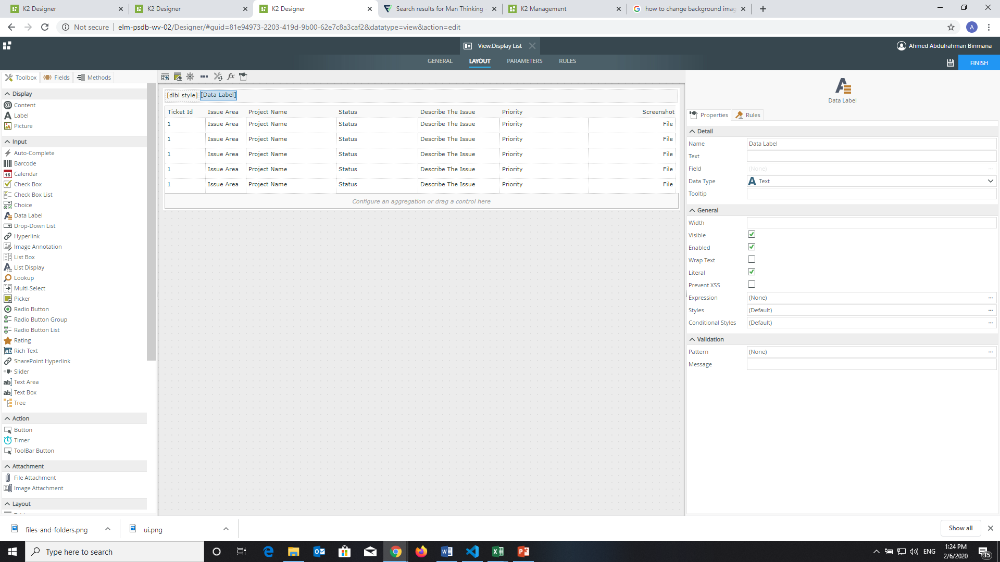 K2 Designer
K2 Designer
K2 Designer
Search results for Man Thinking
K2 Management
how to change background imag
Not secure
elm-psdb-wv-02/Designer/#guid=81e94973-2203-419d-9b00-62e7c8a3caf2&datatype=view&action=edit
A
View.Display List
Ahmed Abdulrahman Binmana
GENERAL
LAYOUT
PARAMETERS
RULES
FINISH
Toolbox
Fields
Methods
Display
Content
Label
Picture
Input
Auto-Complete
Barcode
Calendar
Check Box
Check Box List
Choice
Data Label
Drop-Down List
Hyperlink
Image Annotation
List Box
List Display
Lookup
Multi-Select
Picker
Radio Button
Radio Button Group
Radio Button List
Rating
Rich Text
SharePoint Hyperlink
Slider
Text Area
Text Box
Tree
Action
Button
Timer
ToolBar Button
Attachment
File Attachment
Image Attachment
Layout
fx
[dlbl style] [Data Label]
Ticket Id Issue Area Project Name Status Describe The Issue Priority Screenshot
1 Issue Area Project Name Status Describe The Issue Priority File
1 Issue Area Project Name Status Describe The Issue Priority File
1 Issue Area Project Name Status Describe The Issue Priority File
1 Issue Area Project Name Status Describe The Issue Priority File
1 Issue Area Project Name Status Describe The Issue Priority File
Configure an aggregation or drag a control here
Data Label
Properties
Rules
Detail
Name Data Label
Text
Field (None)
Data Type Text
Tooltip
General
Width
Visible
Enabled
Wrap Text
Literal
Prevent XSS
Expression (None)
Styles (Default)
Conditional Styles (Default)
Validation
Pattern (None)
Message
files-and-folders.png
ui.png
Show all
Type here to search
ENG
1:24 PM
2/6/2020
35